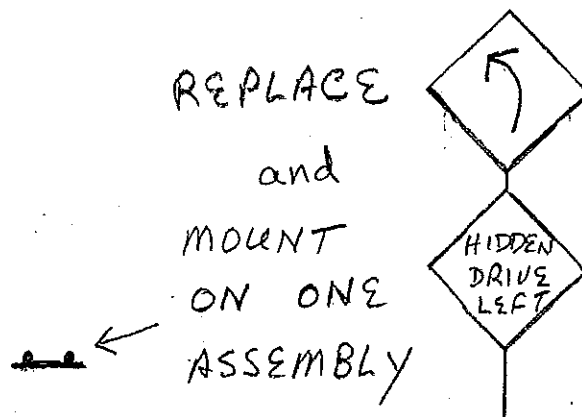 REPLACE
and
MOUNT
ON ONE
ASSEMBLY
HIDDEN
DRIVE
LEFT